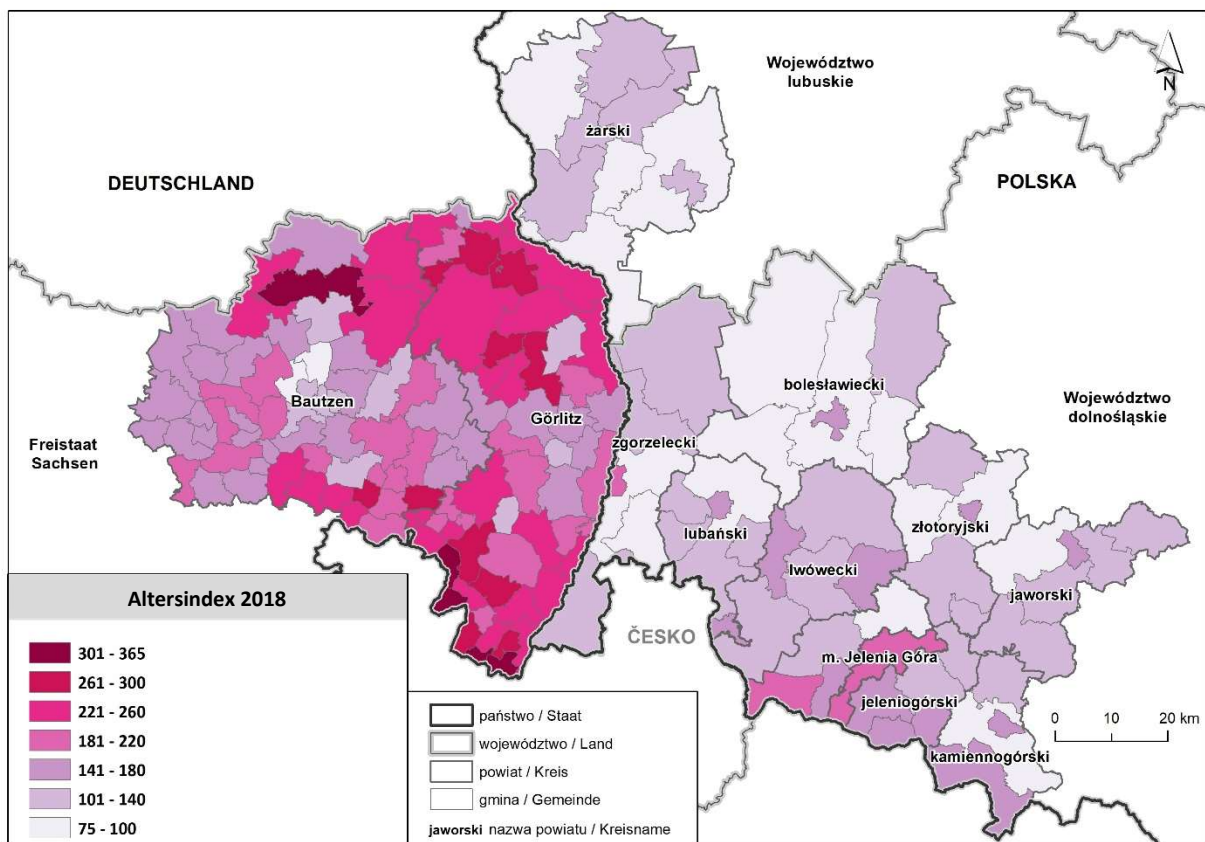 Województwo
lubuskie
N
żarski
DEUTSCHLAND
POLSKA
bolesławiecki
Bautzen
Görlitz
Województwo
dolnośląskie
Freistaat
Sachsen
zgorzelecki
lubański
złotoryjski
lwówecki
jaworski
ČESKO
m. Jelenia Góra
jeleniogórski
kamiennogórski
0 10 20 km
Altersindex 2018
301 - 365
261 - 300
221 - 260
181 - 220
141 - 180
101 - 140
75 - 100
państwo / Staat
województwo / Land
powiat / Kreis
gmina / Gemeinde
jaworski nazwa powiatu / Kreisname